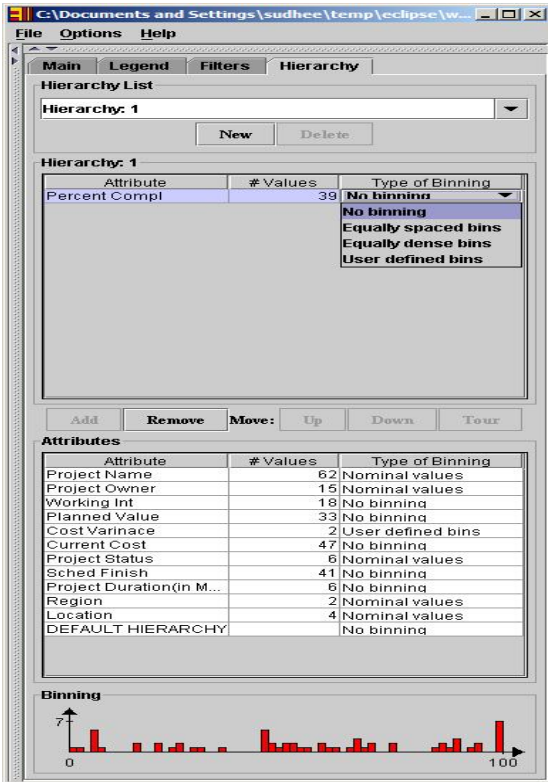 C:\Documents and Settings\sudhee\temp\eclipse\w...
File Options Help
Main Legend Filters Hierarchy
Hierarchy List
Hierarchy: 1
New Delete
Hierarchy: 1
Attribute # Values Type of Binning
Percent Compl 39 No binning
No binning
Equally spaced bins
Equally dense bins
User defined bins
Add Remove Move: Up Down Tour
Attributes
Attribute # Values Type of Binning
Project Name 62 Nominal values
Project Owner 15 Nominal values
Working Int 18 No binning
Planned Value 33 No binning
Cost Varinace 2 User defined bins
Current Cost 47 No binning
Project Status 6 Nominal values
Sched Finish 41 No binning
Project Duration(in M... 6 No binning
Region 2 Nominal values
Location 4 Nominal values
DEFAULT HIERARCHY No binning
Binning
7
0 100